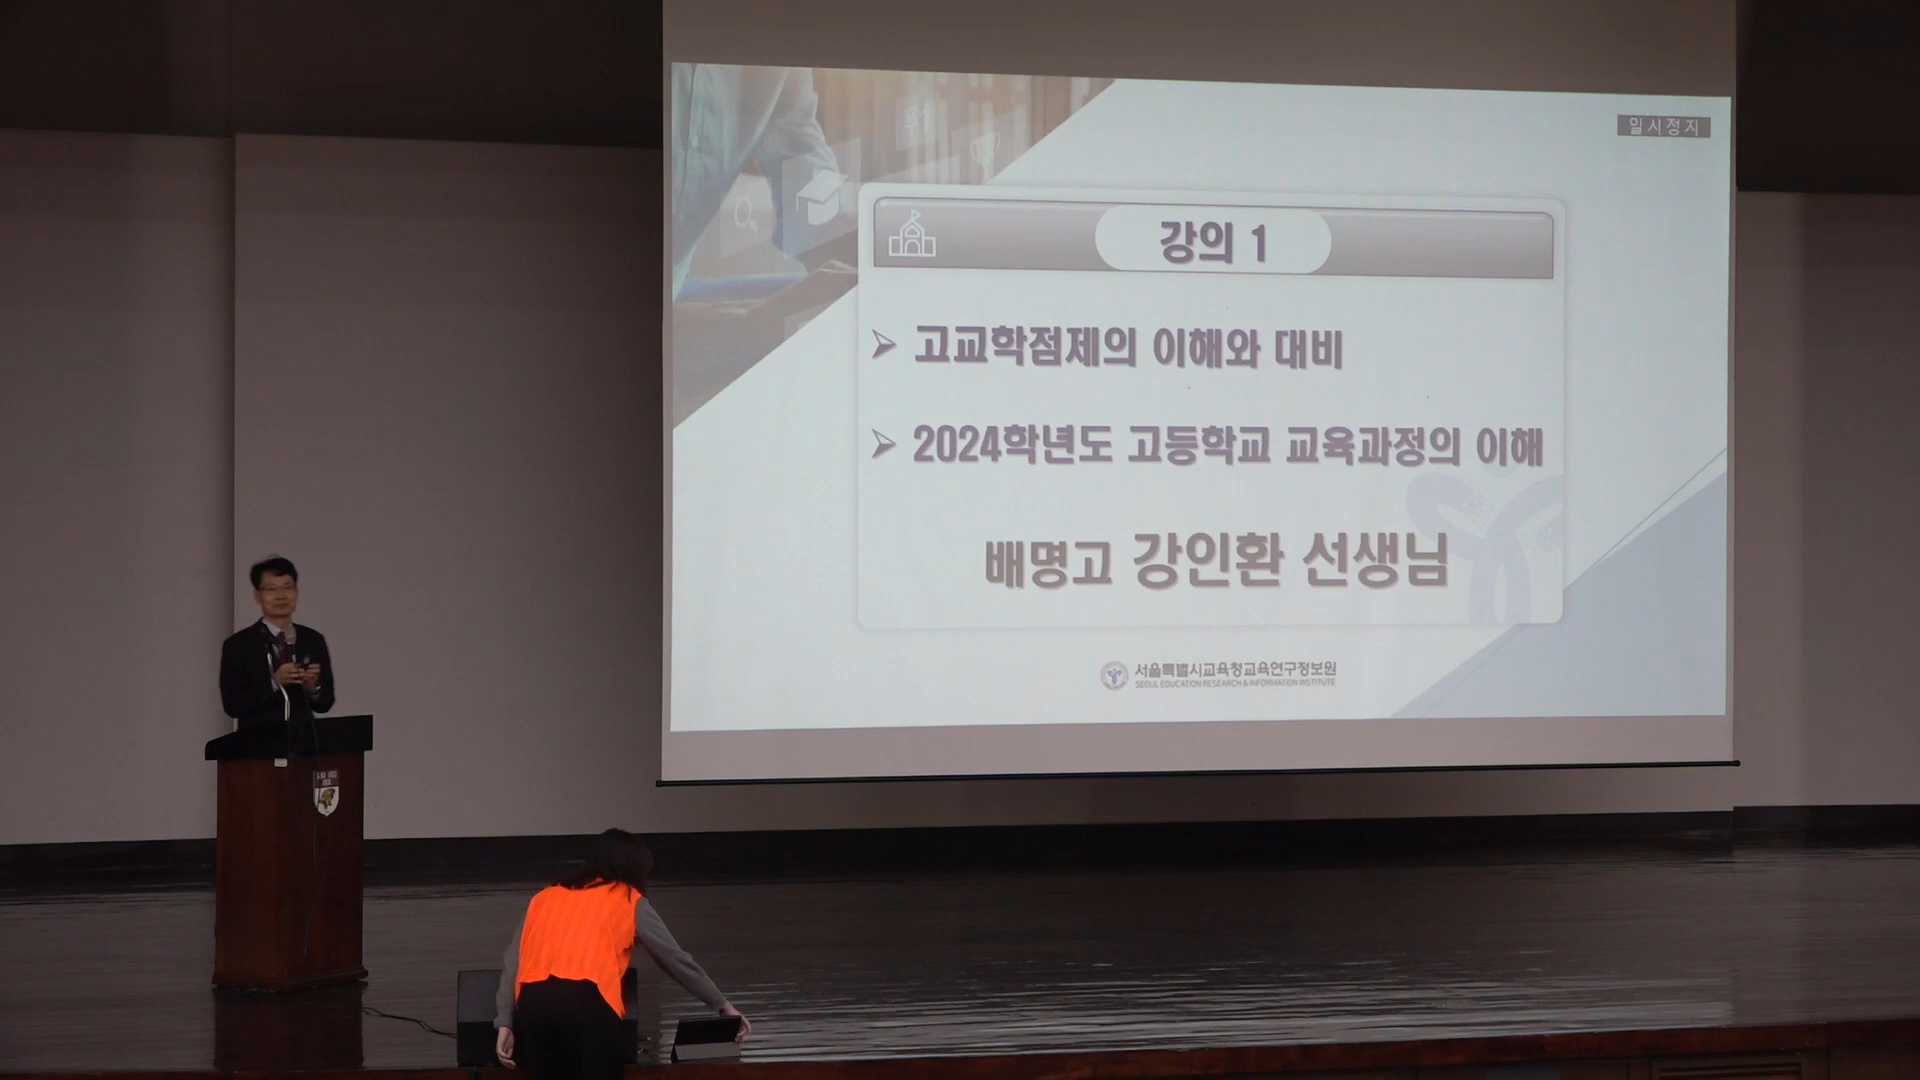 일시정지
강의 1
고교학점제의 이해와 대비
2024학년도 고등학교 교육과정의 이해
배명고 강인환 선생님
서울특별시교육청교육연구정보원
SEOUL EDUCATION RESEARCH & INFORMATION INSTITUTE